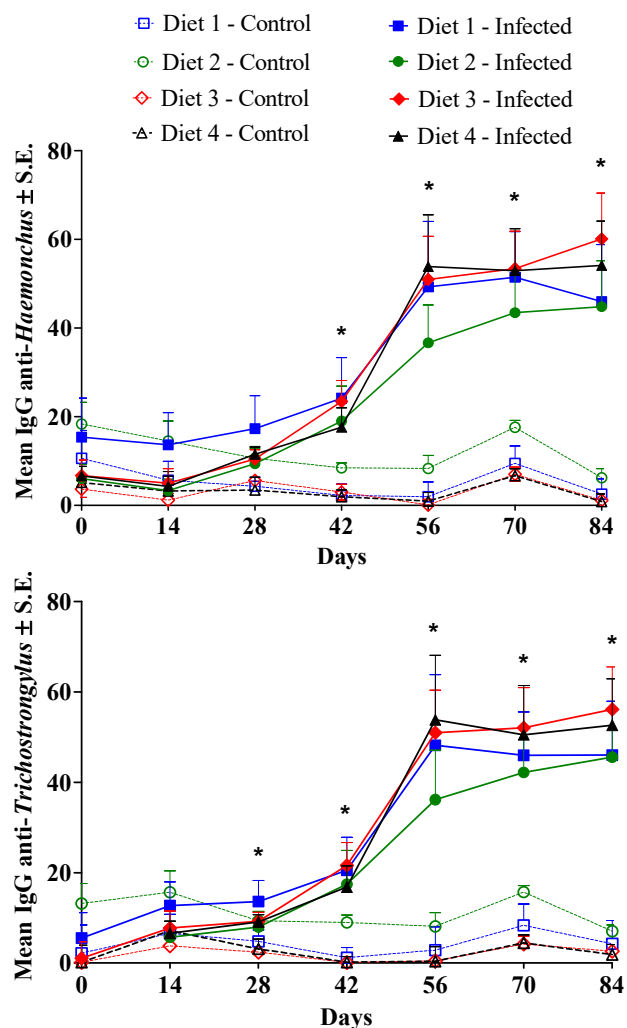 Diet 1 - Control Diet 1 - Infected
Diet 2 - Control Diet 2 - Infected
Diet 3 - Control Diet 3 - Infected
Diet 4 - Control Diet 4 - Infected
Mean IgG anti-Haemonchus ± S.E.
80
60
40
20
0
* * * *
0 14 28 42 56 70 84
Days
Mean IgG anti-Trichostrongylus ± S.E.
80
60
40
20
0
* * * * *
0 14 28 42 56 70 84
Days